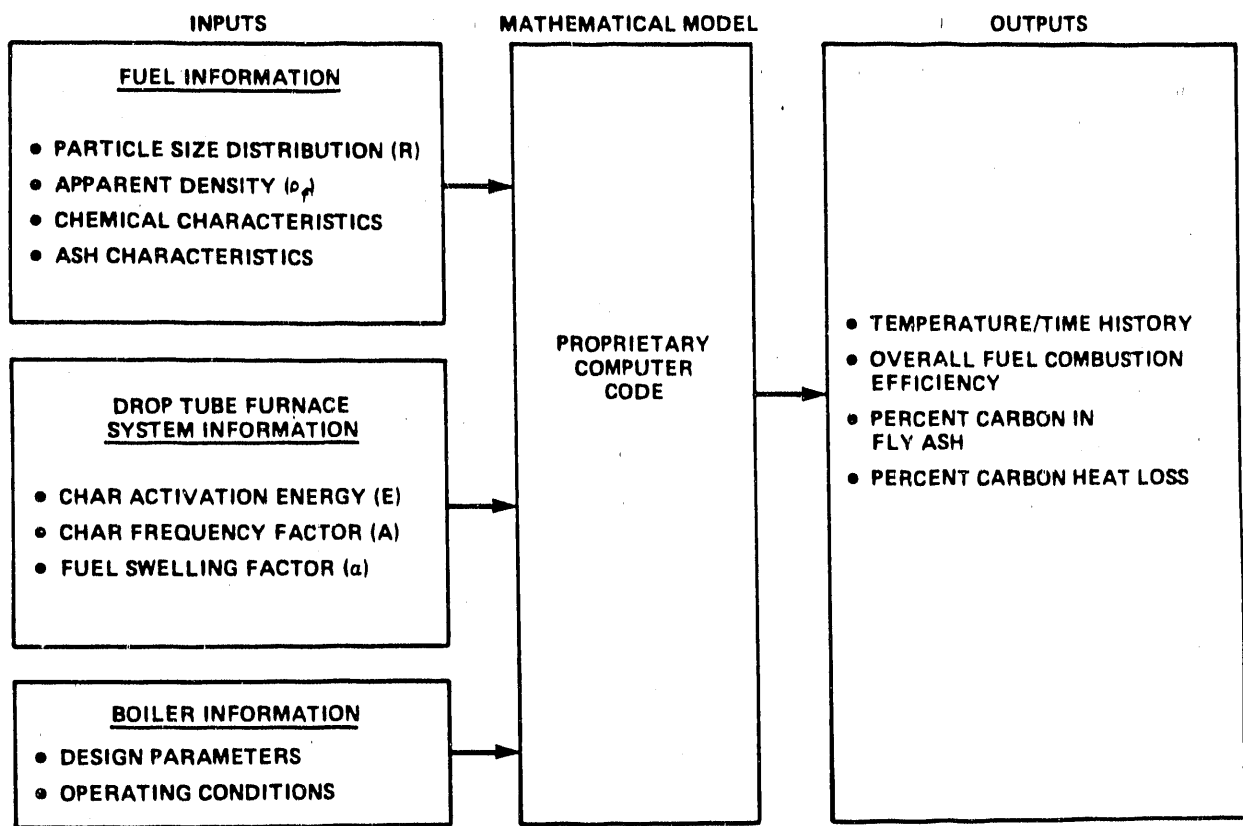 INPUTS
MATHEMATICAL MODEL
OUTPUTS
FUEL INFORMATION
• PARTICLE SIZE DISTRIBUTION (R)
• APPARENT DENSITY
• CHEMICAL CHARACTERISTICS
• ASH CHARACTERISTICS
DROP TUBE FURNACE
SYSTEM INFORMATION
• CHAR ACTIVATION ENERGY (E)
• CHAR FREQUENCY FACTOR (A)
• FUEL SWELLING FACTOR (α)
BOILER INFORMATION
• DESIGN PARAMETERS
• OPERATING CONDITIONS
PROPRIETARY
COMPUTER
CODE
• TEMPERATURE/TIME HISTORY
• OVERALL FUEL COMBUSTION
EFFICIENCY
• PERCENT CARBON IN
FLY ASH
• PERCENT CARBON HEAT LOSS